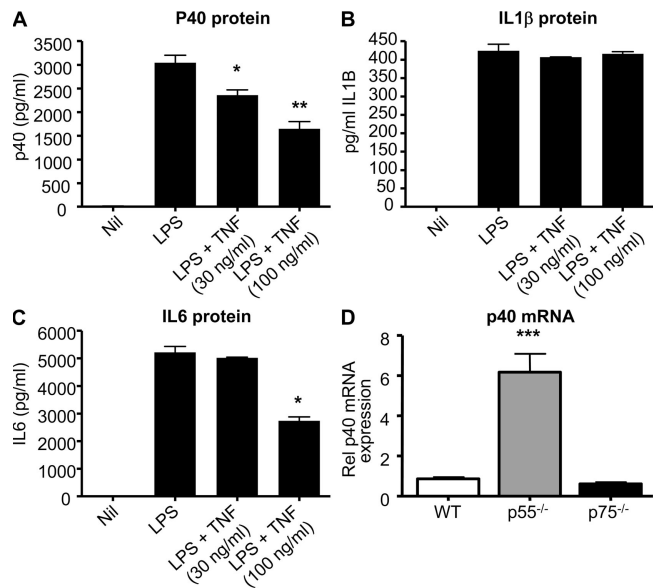 A
P40 protein
p40 (pg/ml)
3500
3000
2500
2000
1500
1000
500
0
*
**
Nil
LPS
LPS + TNF
(30 ng/ml)
LPS + TNF
(100 ng/ml)
B
IL1β protein
pg/ml IL1B
450
400
350
300
250
200
150
100
50
0
Nil
LPS
LPS + TNF
(30 ng/ml)
LPS + TNF
(100 ng/ml)
C
IL6 protein
IL6 (pg/ml)
6000
5000
4000
3000
2000
1000
0
*
Nil
LPS
LPS + TNF
(30 ng/ml)
LPS + TNF
(100 ng/ml)
D
p40 mRNA
Rel p40 mRNA
expression
8
6
4
2
0
***
WT
p55-/-
p75-/-